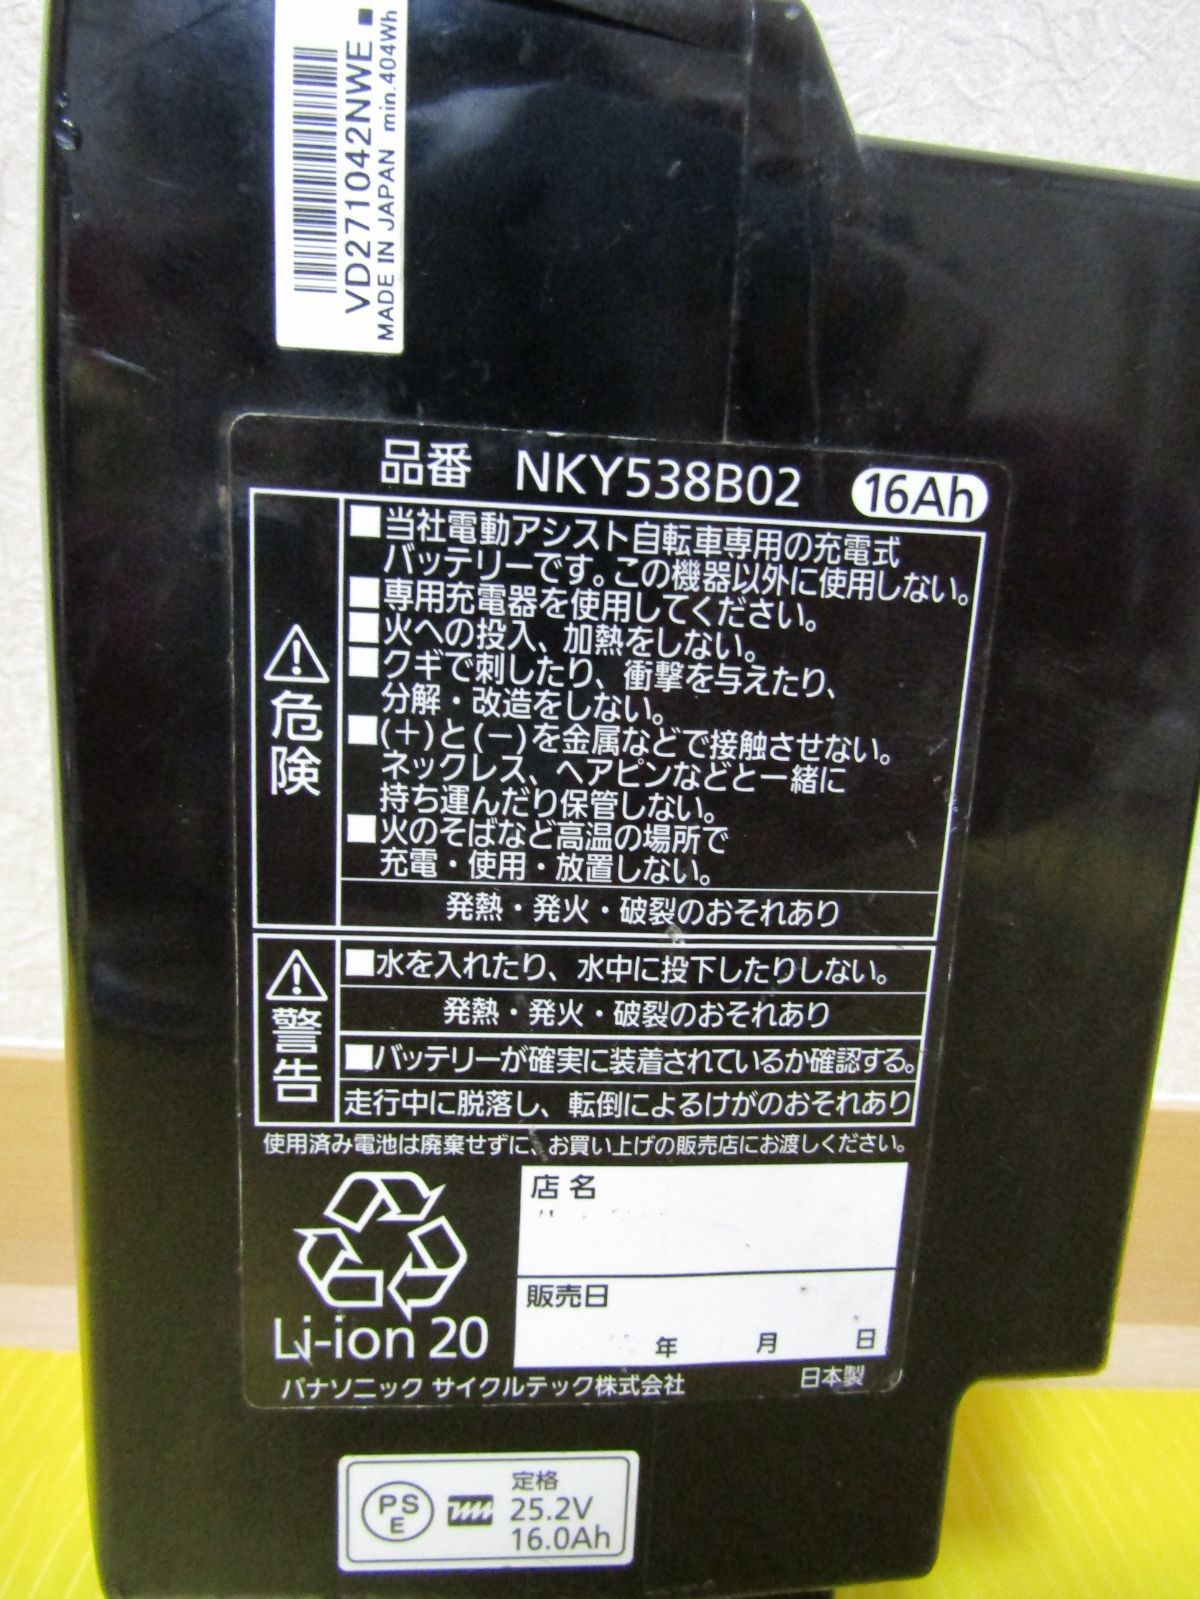 VD271042NWE
MADE IN JAPAN min.404Wh
品番 NKY538B02 16Ah
危険
■当社電動アシスト自転車専用の充電式
バッテリーです。この機器以外に使用しない。
■専用充電器を使用してください。
■火への投入、加熱をしない。
■クギで刺したり、衝撃を与えたり、
分解・改造をしない。
■(+)と(−)を金属などで接触させない。
ネックレス、ヘアピンなどと一緒に
持ち運んだり保管しない。
■火のそばなど高温の場所で
充電・使用・放置しない。
発熱・発火・破裂のおそれあり
警告
■水を入れたり、水中に投下したりしない。
発熱・発火・破裂のおそれあり
■バッテリーが確実に装着されているか確認する。
走行中に脱落し、転倒によるけがのおそれあり
使用済み電池は廃棄せずに、お買い上げの販売店にお渡しください。
店名
販売日
年 月 日
Li-ion 20
パナソニック サイクルテック株式会社 日本製
PSE
定格
25.2V
16.0Ah